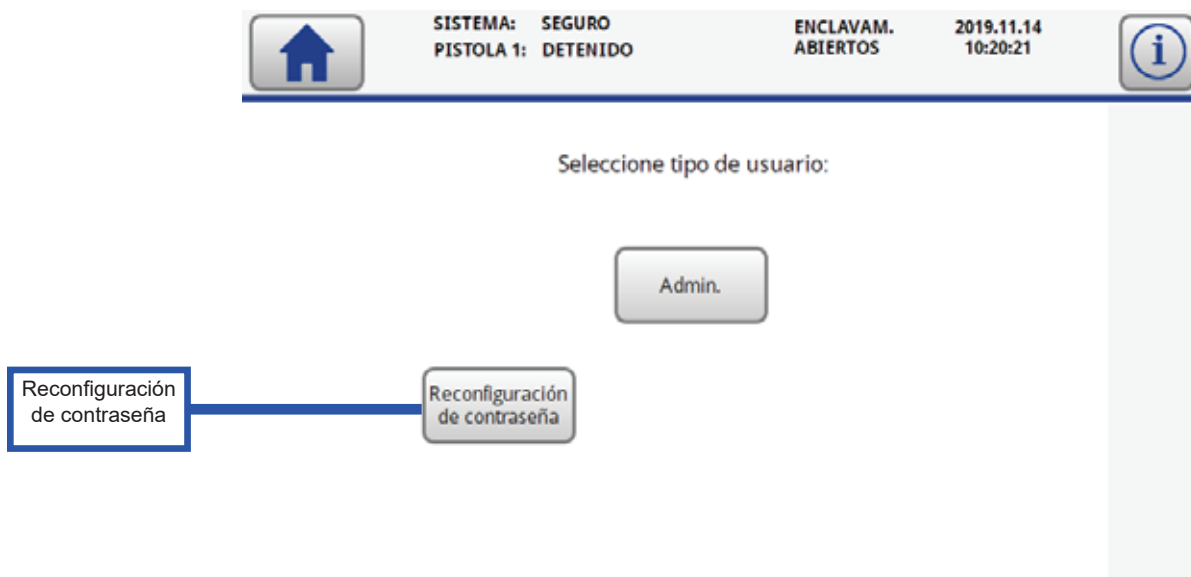 SISTEMA: SEGURO
PISTOLA 1: DETENIDO
ENCLAVAM.
ABIERTOS
2019.11.14
10:20:21
i
Seleccione tipo de usuario:
Admin.
Reconfiguración
de contraseña
Reconfiguración
de contraseña